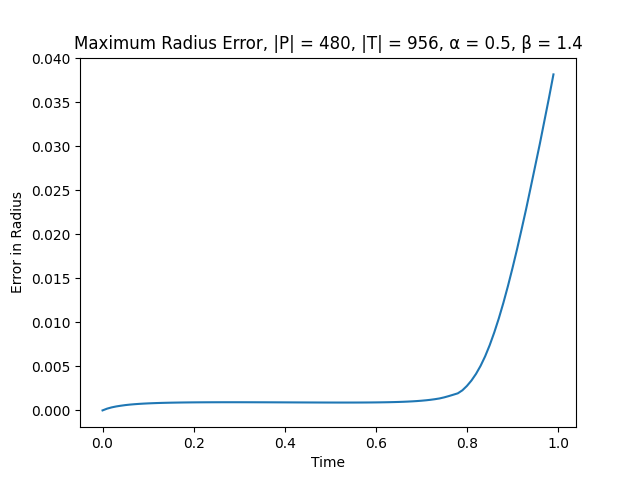 Maximum Radius Error, |P| = 480, |T| = 956, α = 0.5, β = 1.4
0.040
0.035
0.030
0.025
0.020
0.015
0.010
0.005
0.000
Error in Radius
0.0 0.2 0.4 0.6 0.8 1.0
Time